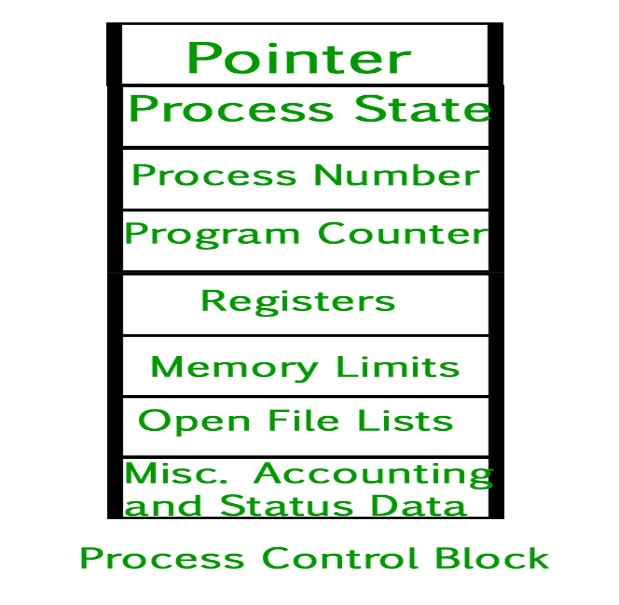 Pointer
Process State
Process Number
Program Counter
Registers
Memory Limits
Open File Lists
Misc. Accounting
and Status Data
Process Control Block